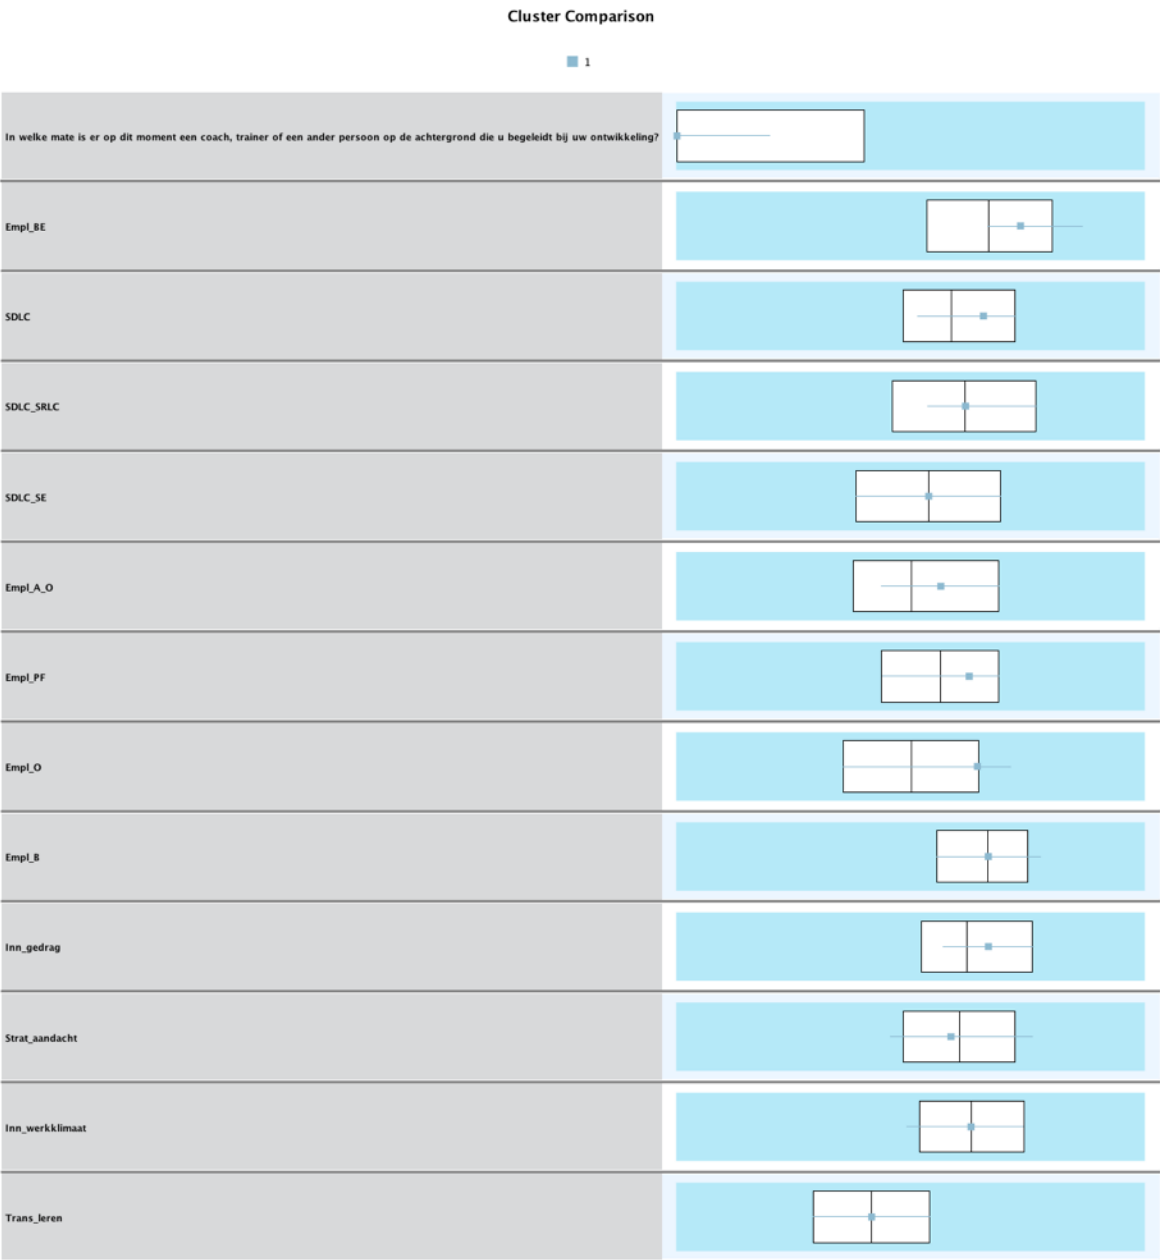 Cluster Comparison
1
In welke mate is er op dit moment een coach, trainer of een ander persoon op de achtergrond die u begeleidt bij uw ontwikkeling?
Empl_BE
SDLC
SDLC_SRLC
SDLC_SE
Empl_A_O
Empl_PF
Empl_O
Empl_B
Inn_gedrag
Strat_aandacht
Inn_werkklimaat
Trans_leren